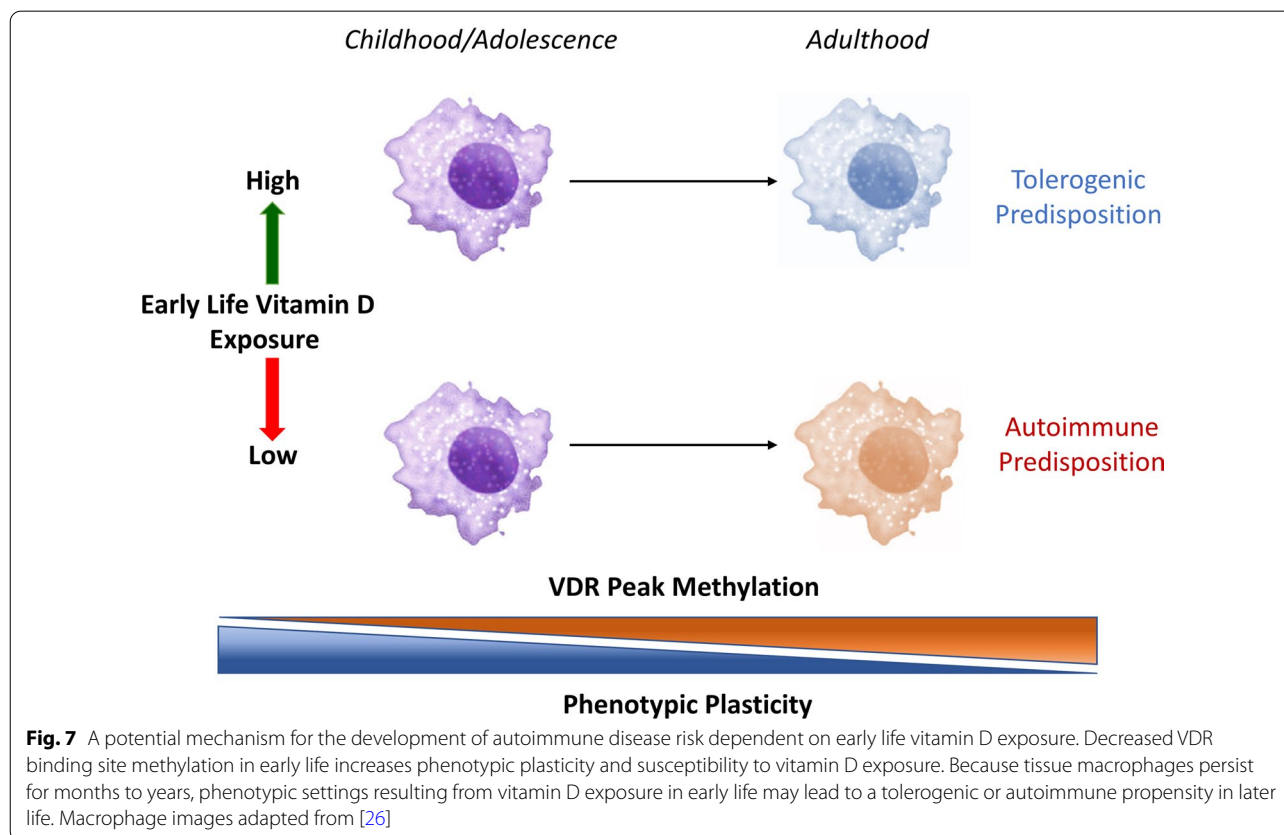 Childhood/Adolescence
Adulthood
High
Tolerogenic
Predisposition
Early Life Vitamin D
Exposure
Low
Autoimmune
Predisposition
VDR Peak Methylation
Phenotypic Plasticity
Fig. 7 A potential mechanism for the development of autoimmune disease risk dependent on early life vitamin D exposure. Decreased VDR
binding site methylation in early life increases phenotypic plasticity and susceptibility to vitamin D exposure. Because tissue macrophages persist
for months to years, phenotypic settings resulting from vitamin D exposure in early life may lead to a tolerogenic or autoimmune propensity in later
life. Macrophage images adapted from [26]